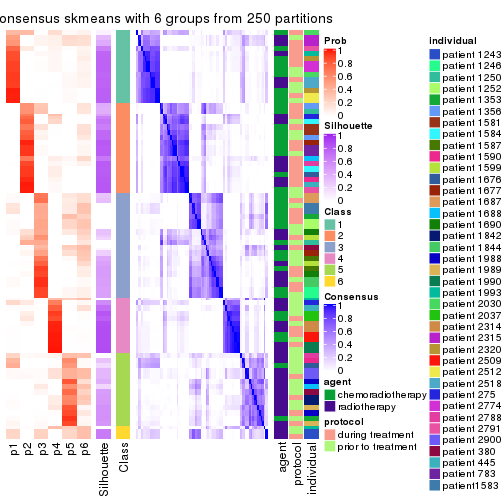 onsensus skmeans with 6 groups from 250 partitions
p1
p2
p3
p4
p5
p6
Silhouette
Class
agent
protocol
individual
Prob
1
0.8
0.6
0.4
0.2
0
Silhouette
1
0.8
0.6
0.4
0.2
0
Class
1
2
3
4
5
6
Consensus
1
0.8
0.6
0.4
0.2
0
agent
chemoradiotherapy
radiotherapy
protocol
during treatment
prior to treatment
individual
patient 1243
patient 1246
patient 1250
patient 1252
patient 1353
patient 1356
patient 1581
patient 1584
patient 1587
patient 1590
patient 1599
patient 1676
patient 1677
patient 1687
patient 1688
patient 1690
patient 1842
patient 1844
patient 1988
patient 1989
patient 1990
patient 1993
patient 2030
patient 2037
patient 2314
patient 2315
patient 2320
patient 2509
patient 2512
patient 2518
patient 275
patient 2774
patient 2788
patient 2791
patient 2900
patient 380
patient 445
patient 783
patient1583